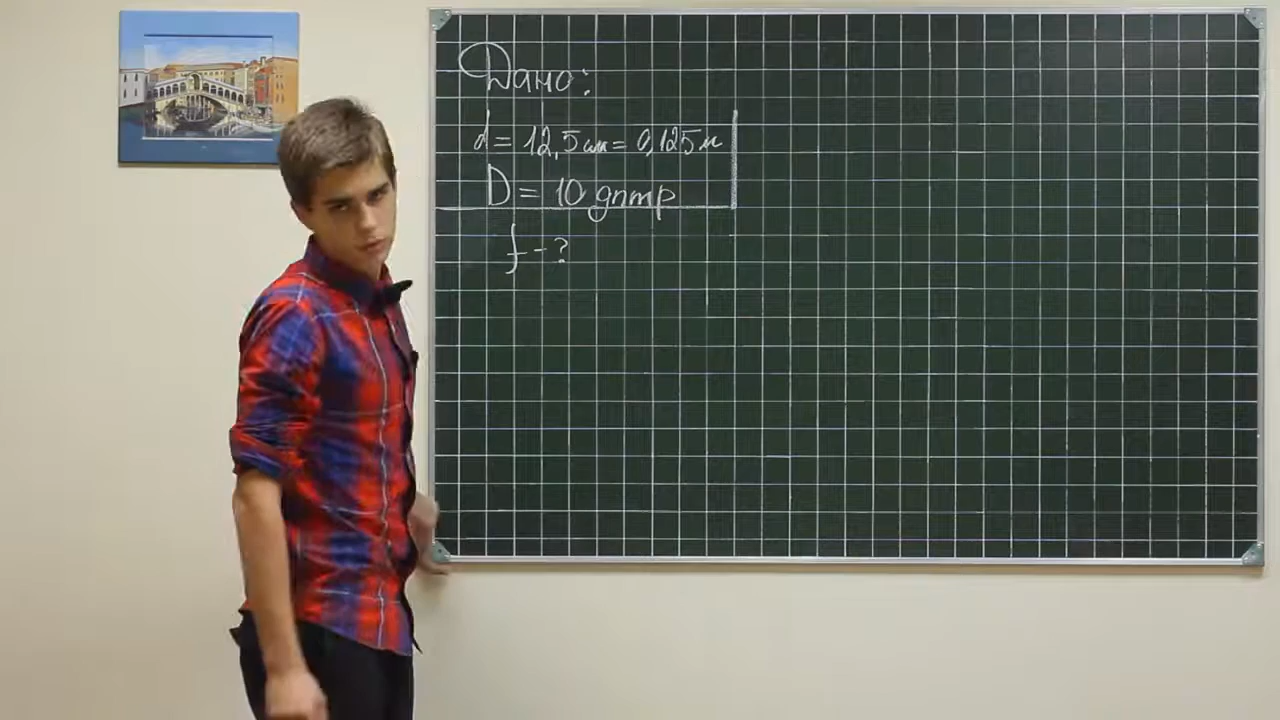 Дано:
d = 12,5 см = 0,125 м
D = 10 дптр
f - ?